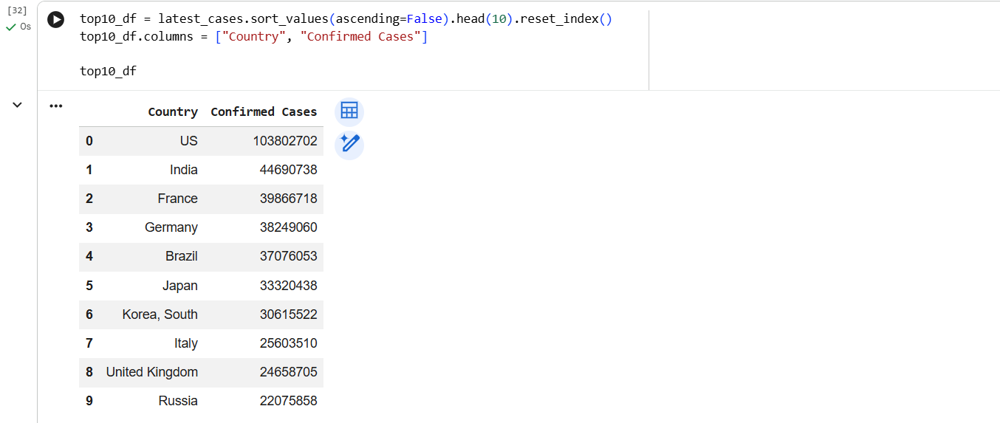 [32]
0s
top10_df = latest_cases.sort_values(ascending=False).head(10).reset_index()
top10_df.columns = ["Country", "Confirmed Cases"]
top10_df
Country Confirmed Cases
0 US 103802702
1 India 44690738
2 France 39866718
3 Germany 38249060
4 Brazil 37076053
5 Japan 33320438
6 Korea, South 30615522
7 Italy 25603510
8 United Kingdom 24658705
9 Russia 22075858